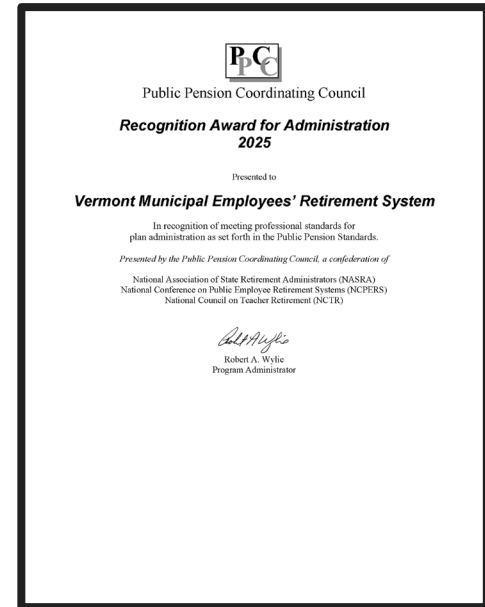 PPCC
Public Pension Coordinating Council
Recognition Award for Administration
2025
Presented to
Vermont Municipal Employees' Retirement System
In recognition of meeting professional standards for
plan administration as set forth in the Public Pension Standards.
Presented by the Public Pension Coordinating Council, a confederation of
National Association of State Retirement Administrators (NASRA)
National Conference on Public Employee Retirement Systems (NCPERS)
National Council on Teacher Retirement (NCTR)
Robert A Wylie
Robert A. Wylie
Program Administrator